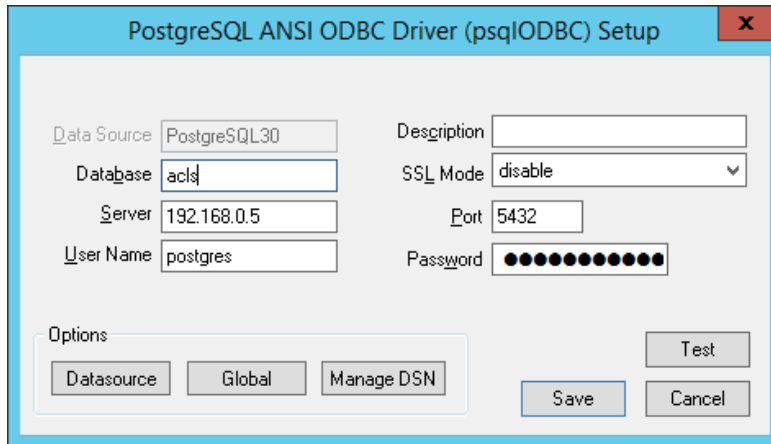 PostgreSQL ANSI ODBC Driver (psqlODBC) Setup
x
Data Source PostgreSQL30
Description
Database acls
SSL Mode disable
Server 192.168.0.5
Port 5432
User Name postgres
Password ●●●●●●●●●●●
Options
Datasource
Global
Manage DSN
Test
Save
Cancel